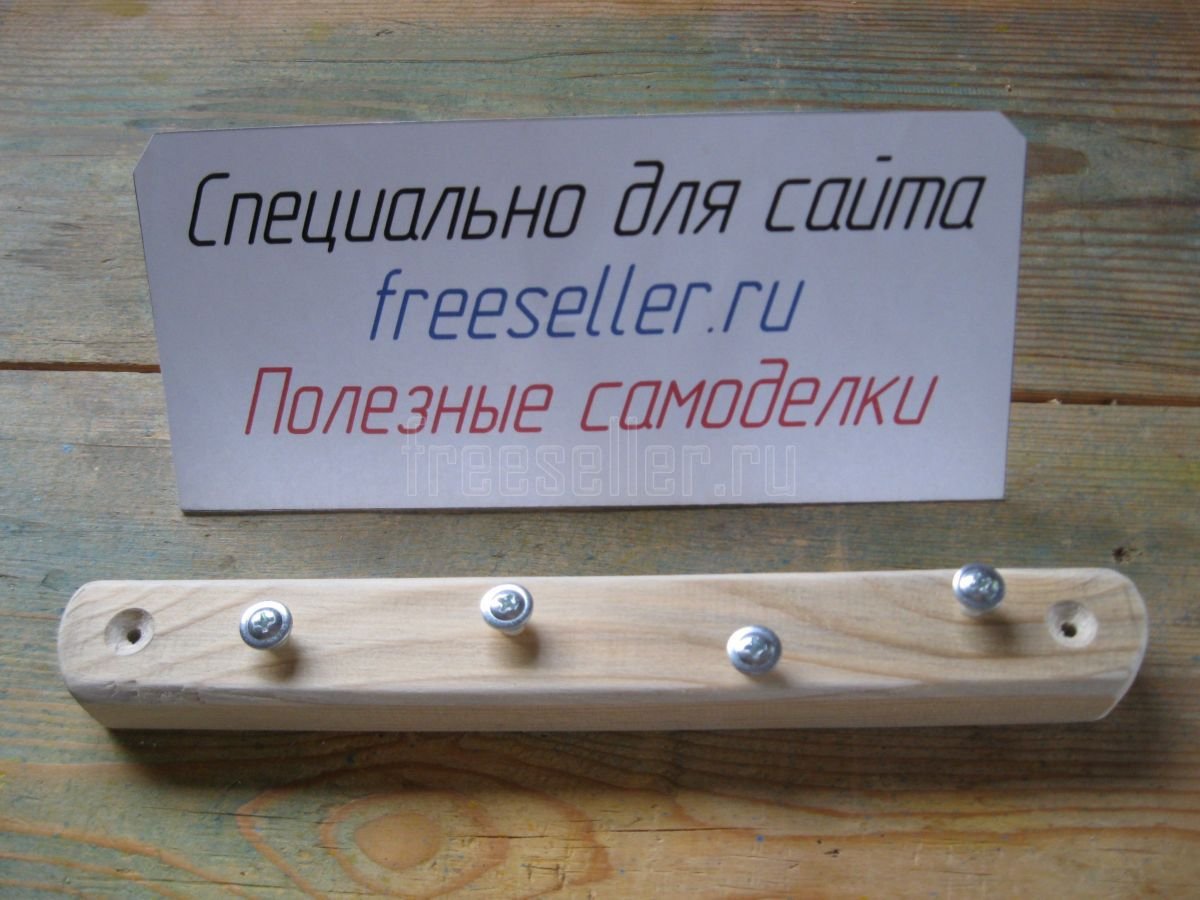 Специально для сайта
freeseller.ru
Полезные самоделки
freeseller.ru